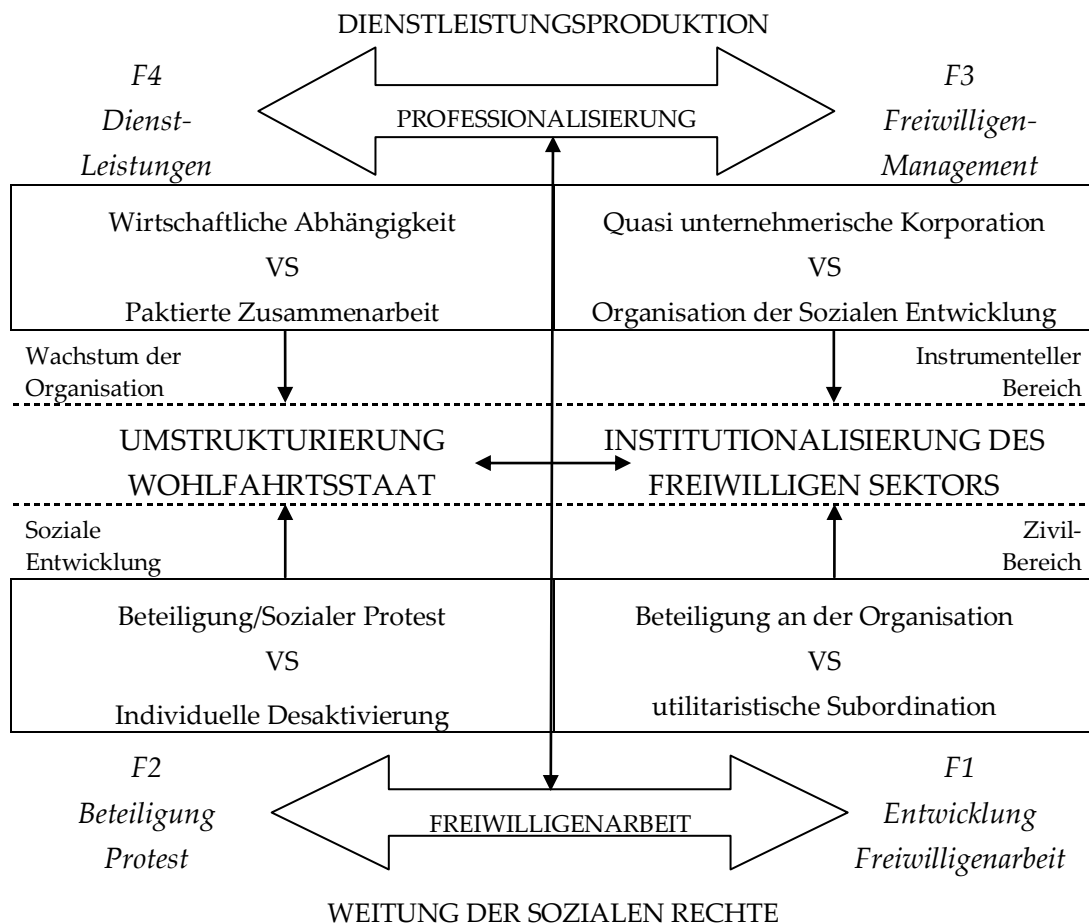 DIENSTLEISTUNGSPRODUKTION
F4
Dienst-
Leistungen
PROFESSIONALISIERUNG
F3
Freiwilligen-
Management
Wirtschaftliche Abhängigkeit
VS
Paktierte Zusammenarbeit
Quasi unternehmerische Korporation
VS
Organisation der Sozialen Entwicklung
Wachstum der
Organisation
Instrumenteller
Bereich
UMSTRUKTURIERUNG
WOHLFAHRTSSTAAT
INSTITUTIONALISIERUNG DES
FREIWILLIGEN SEKTORS
Soziale
Entwicklung
Zivil-
Bereich
Beteiligung/Sozialer Protest
VS
Individuelle Desaktivierung
Beteiligung an der Organisation
VS
utilitaristische Subordination
F2
Beteiligung
Protest
FREIWILLIGENARBEIT
F1
Entwicklung
Freiwilligenarbeit
WEITUNG DER SOZIALEN RECHTE